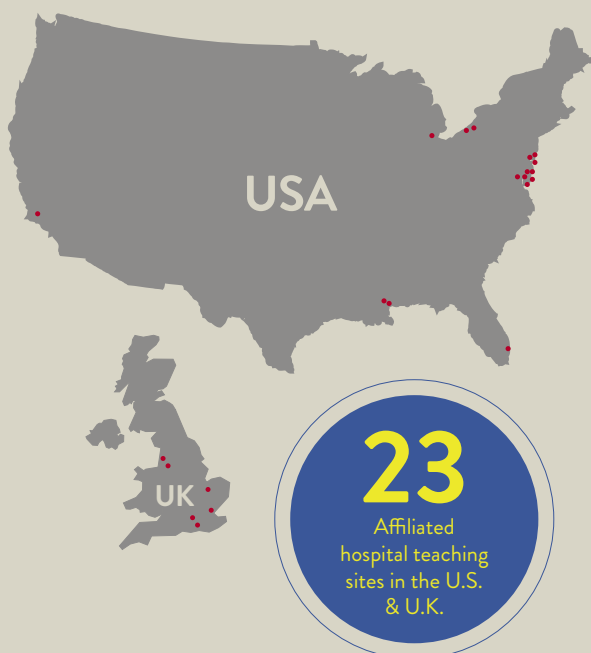 USA
UK
23
Affiliated
hospital teaching
sites in the U.S.
& U.K.